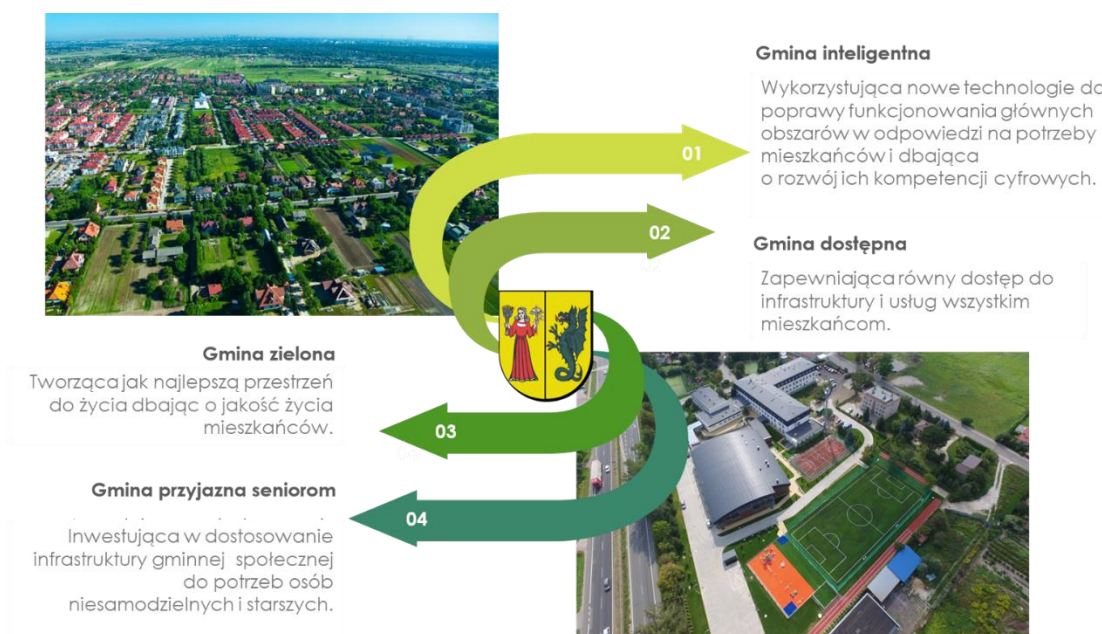 Gmina inteligentna
Wykorzystująca nowe technologie do
poprawy funkcjonowania głównych
obszarów w odpowiedzi na potrzeby
mieszkańców i dbająca
o rozwój ich kompetencji cyfrowych.
01
02
Gmina dostępna
Zapewniająca równy dostęp do
infrastruktury i usług wszystkim
mieszkańcom.
Gmina zielona
Tworząca jak najlepszą przestrzeń
do życia dbając o jakość życia
mieszkańców.
03
Gmina przyjazna seniorom
Inwestująca w dostosowanie
infrastruktury gminnej społecznej
do potrzeb osób
niesamodzielnych i starszych.
04